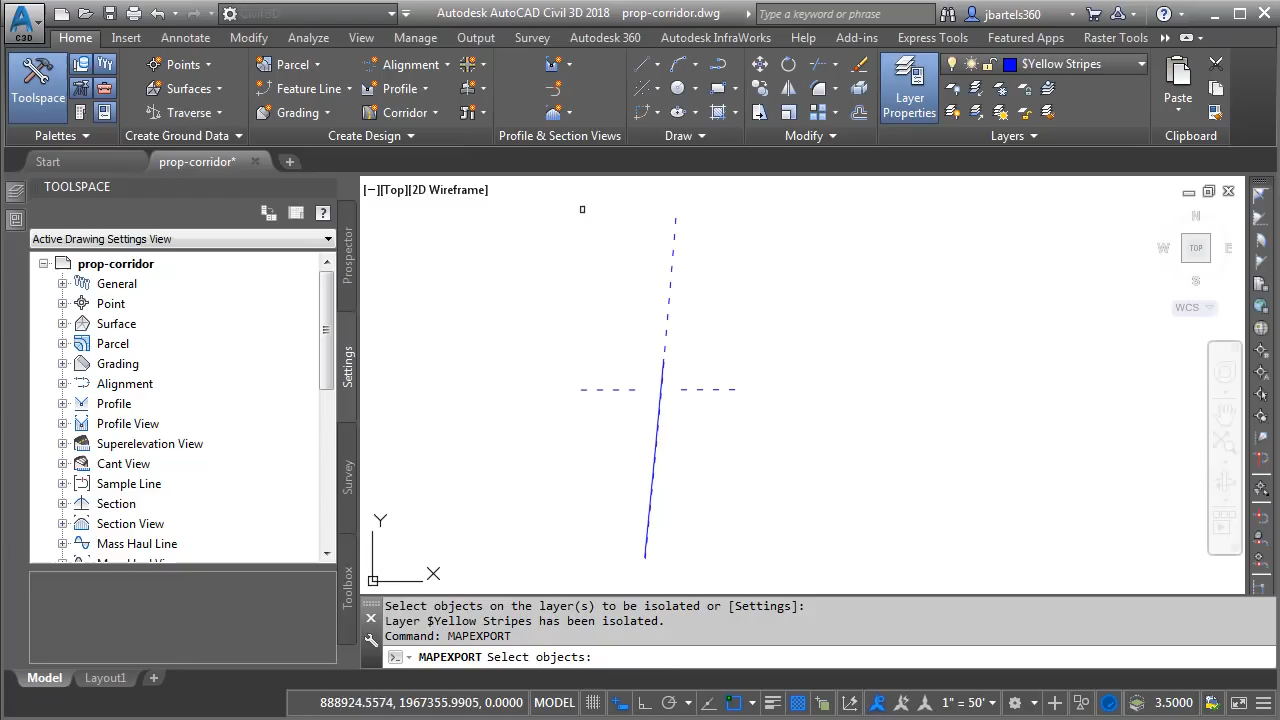 C3D
Civil 3D
Autodesk AutoCAD Civil 3D 2018 prop-corridor.dwg
Type a keyword or phrase
jbartels360
Home Insert Annotate Modify Analyze View Manage Output Survey Autodesk 360 Autodesk InfraWorks Help Add-ins Express Tools Featured Apps Raster Tools
Toolspace
Points
Surfaces
Traverse
Parcel
Feature Line
Grading
Alignment
Profile
Corridor
Layer
Properties
$Yellow Stripes
Paste
Palettes Create Ground Data Create Design Profile & Section Views Draw Modify Layers Clipboard
Start prop-corridor*
TOOLSPACE
Active Drawing Settings View
prop-corridor
General
Point
Surface
Parcel
Grading
Alignment
Profile
Profile View
Superelevation View
Cant View
Sample Line
Section
Section View
Mass Haul Line
Prospector
Settings
Survey
Toolbox
[−][Top][2D Wireframe]
N
W TOP E
S
WCS
Y
X
Select objects on the layer(s) to be isolated or [Settings]:
Layer $Yellow Stripes has been isolated.
Command: MAPEXPORT
MAPEXPORT Select objects:
Model Layout1
888924.5574, 1967355.9905, 0.0000 MODEL 1" = 50' 3.5000